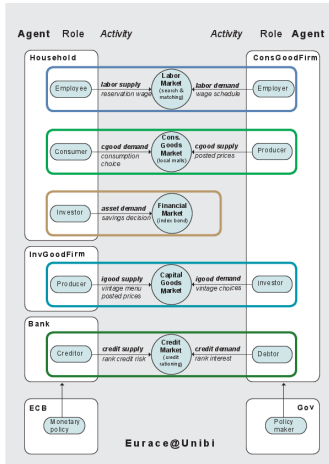 Agent Role Activity Activity Role Agent
Household ConsGoodFirm
Employee
labor supply
reservation wage
Labor
Market
(search &
matching)
labor demand
wage schedule
Employer
Consumer
cgood demand
consumption
choice
Cons.
Goods
Market
(local malls)
cgood supply
posted prices
Producer
Investor
asset demand
savings decision
Financial
Market
(index bond)
InvGoodFirm
Producer
igood supply
vintage menu
posted prices
Capital
Goods
Market
igood demand
vintage choices
Investor
Bank
Creditor
credit supply
rank credit risk
Credit
Market
(credit
rationing)
credit demand
rank interest
Debtor
ECB
Monetary
policy
Gov
Policy
maker
Eurace@Unibi